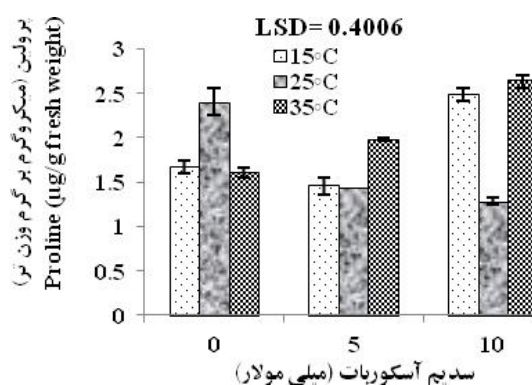 LSD= 0.4006
15◦C
25◦C
35◦C
پرولین (میکروگرم بر گرم وزن تر)
Proline (ug/g fresh weight)
3
2.5
2
1.5
1
0.5
0
0 5 10
سدیم آسکوربات (میلی مولار)